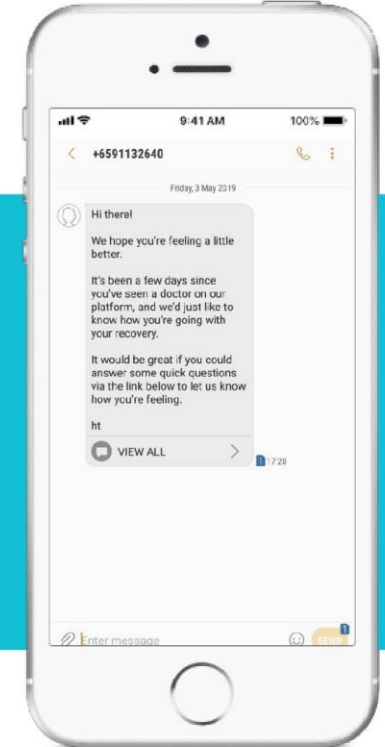 9:41 AM
100%
+6591132640
Friday, 3 May 2019
Hi there!
We hope you're feeling a little
better.
It's been a few days since
you've seen a doctor on our
platform, and we'd just like to
know how you're going with
your recovery.
It would be great if you could
answer some quick questions
via the link below to let us know
how you're feeling.
ht
VIEW ALL
1 17:20
Enter message
1
SEND